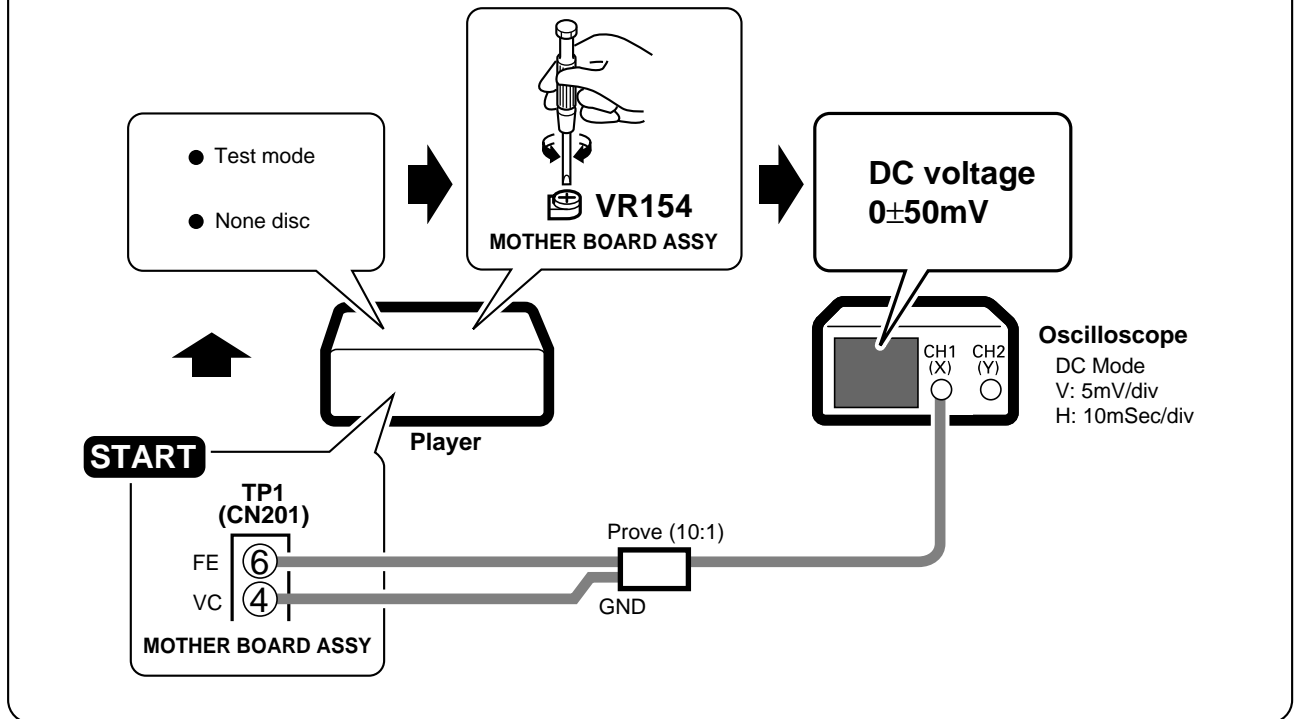 ● Test mode
● None disc
VR154
MOTHER BOARD ASSY
DC voltage
0±50mV
Player
CH1
(X)
CH2
(Y)
Oscilloscope
DC Mode
V: 5mV/div
H: 10mSec/div
START
TP1
(CN201)
FE 6
VC 4
MOTHER BOARD ASSY
Prove (10:1)
GND